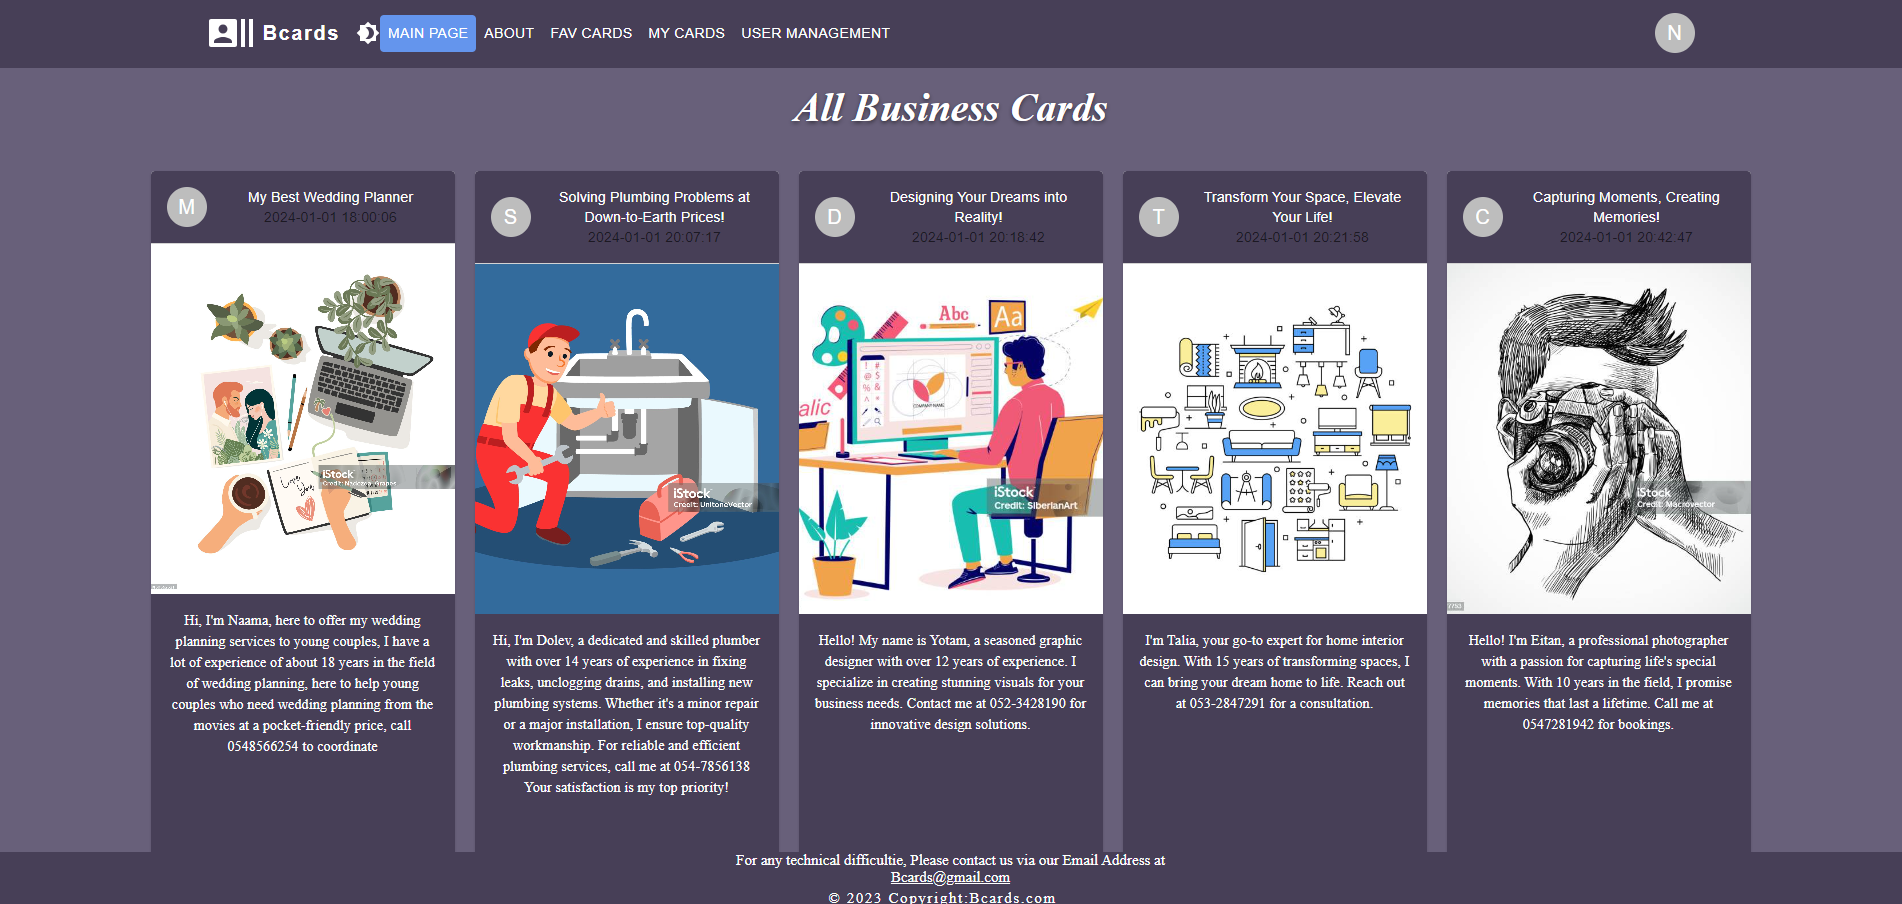 Bcards
MAIN PAGE
ABOUT
FAV CARDS
MY CARDS
USER MANAGEMENT
N
All Business Cards
M
My Best Wedding Planner
2024-01-01 18:00:06
iStock
Hi, I'm Naama, here to offer my wedding
planning services to young couples, I have a
lot of experience of about 18 years in the field
of wedding planning, here to help young
couples who need wedding planning from the
movies at a pocket-friendly price, call
0548566254 to coordinate
S
Solving Plumbing Problems at
Down-to-Earth Prices!
2024-01-01 20:07:17
iStock
Credit: UnitoneVector
Hi, I'm Dolev, a dedicated and skilled plumber
with over 14 years of experience in fixing
leaks, unclogging drains, and installing new
plumbing systems. Whether it's a minor repair
or a major installation, I ensure top-quality
workmanship. For reliable and efficient
plumbing services, call me at 054-7856138
Your satisfaction is my top priority!
D
Designing Your Dreams into
Reality!
2024-01-01 20:18:42
Abc
Aa
alic
COMPANY NAME
iStock
Credit: SiberianArt
Hello! My name is Yotam, a seasoned graphic
designer with over 12 years of experience. I
specialize in creating stunning visuals for your
business needs. Contact me at 052-3428190 for
innovative design solutions.
T
Transform Your Space, Elevate
Your Life!
2024-01-01 20:21:58
I'm Talia, your go-to expert for home interior
design. With 15 years of transforming spaces, I
can bring your dream home to life. Reach out
at 053-2847291 for a consultation.
C
Capturing Moments, Creating
Memories!
2024-01-01 20:42:47
iStock
Credit: Macrovector
Hello! I'm Eitan, a professional photographer
with a passion for capturing life's special
moments. With 10 years in the field, I promise
memories that last a lifetime. Call me at
0547281942 for bookings.
For any technical difficultie, Please contact us via our Email Address at
Bcards@gmail.com
© 2023 Copyright:Bcards.com